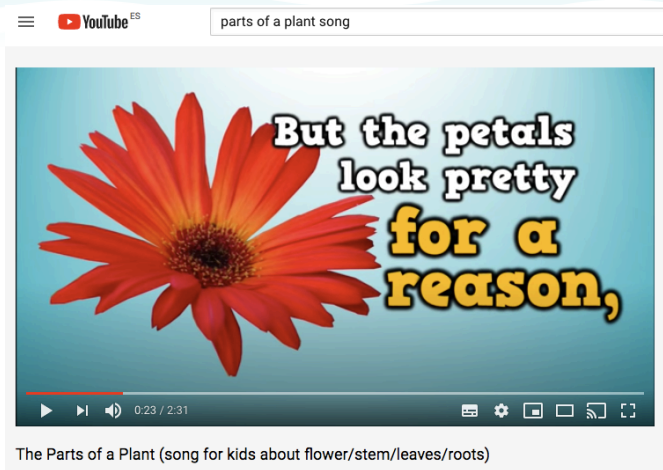 YouTube ES
parts of a plant song
But the petals
look pretty
for a
reason,
0:23 / 2:31
The Parts of a Plant (song for kids about flower/stem/leaves/roots)